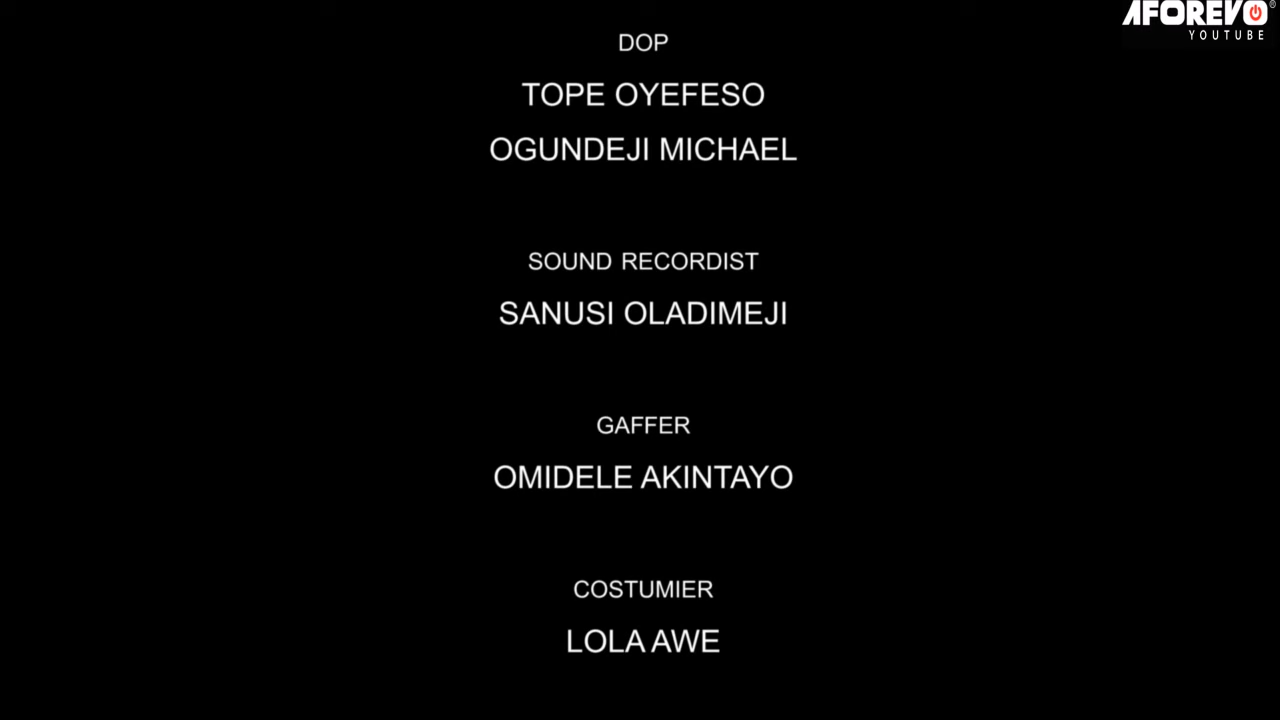 AFOREVO®
YOUTUBE
DOP
TOPE OYEFESO
OGUNDEJI MICHAEL
SOUND RECORDIST
SANUSI OLADIMEJI
GAFFER
OMIDELE AKINTAYO
COSTUMIER
LOLA AWE